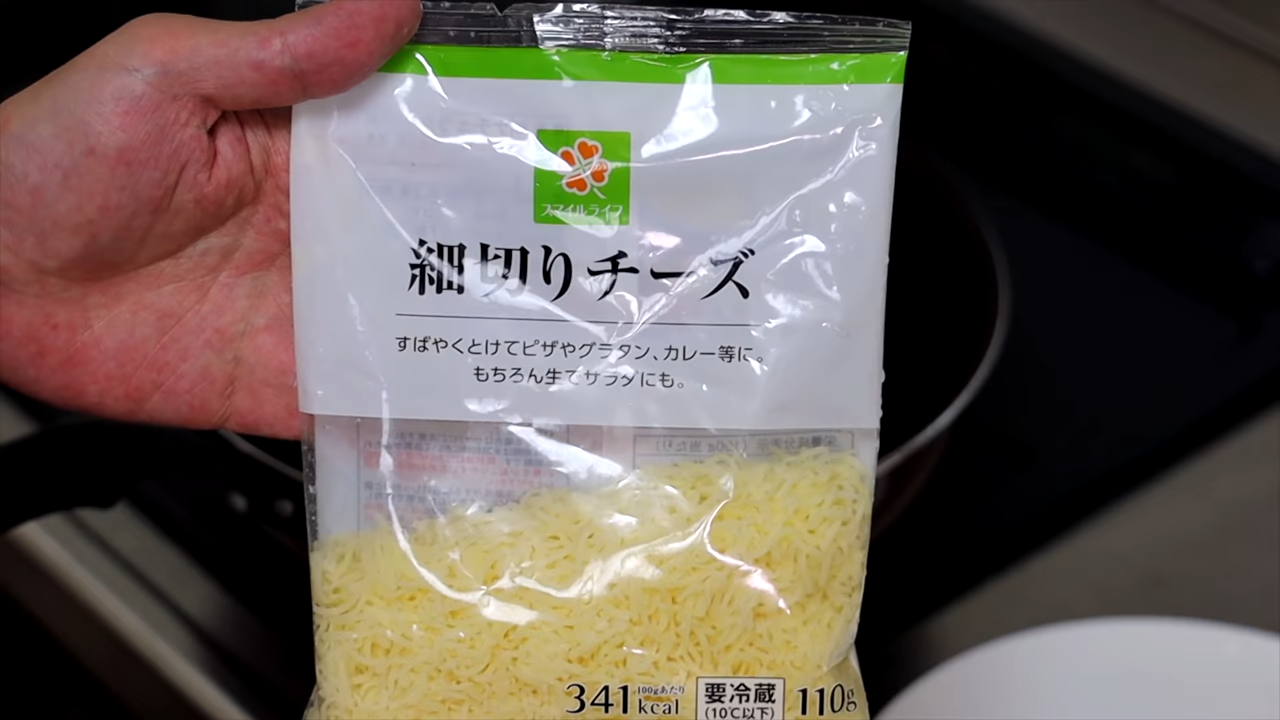 スマイルライフ
細切りチーズ
すばやくとけてピザやグラタン、カレー等に。
もちろん生でサラダにも。
341 100gあたり kcal
要冷蔵
(10℃以下)
110g